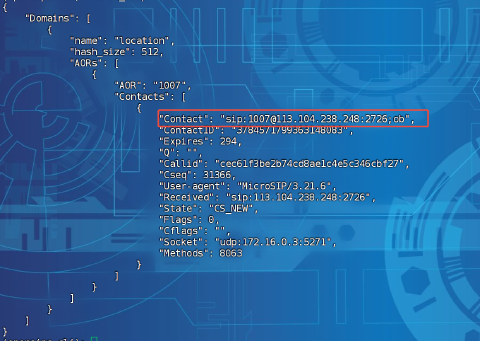 "Domains": [
{
"name": "location",
"hash_size": 512,
"AORs": [
{
"AOR": "1007",
"Contacts": [
{
"Contact": "sip:1007@113.104.238.248:2726;ob",
"ContactID": "3784571799363148083",
"Expires": 294,
"Q": "",
"Callid": "cec61f3be2b74cd8ae1c4e5c346cbf27",
"Cseq": 31366,
"User-agent": "MicroSIP/3.21.6",
"Received": "sip:113.104.238.248:2726",
"State": "CS_NEW",
"Flags": 0,
"Cflags": "",
"Socket": "udp:172.16.0.3:5271",
"Methods": 8063
}
]
}
]
}
]
}